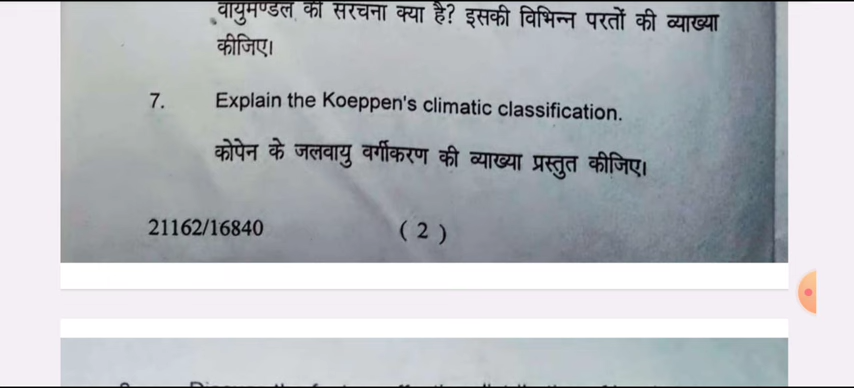 वायुमण्डल की संरचना क्या है? इसकी विभिन्न परतों की व्याख्या
कीजिए।
7. Explain the Koeppen's climatic classification.
कोपेन के जलवायु वर्गीकरण की व्याख्या प्रस्तुत कीजिए।
21162/16840 ( 2 )